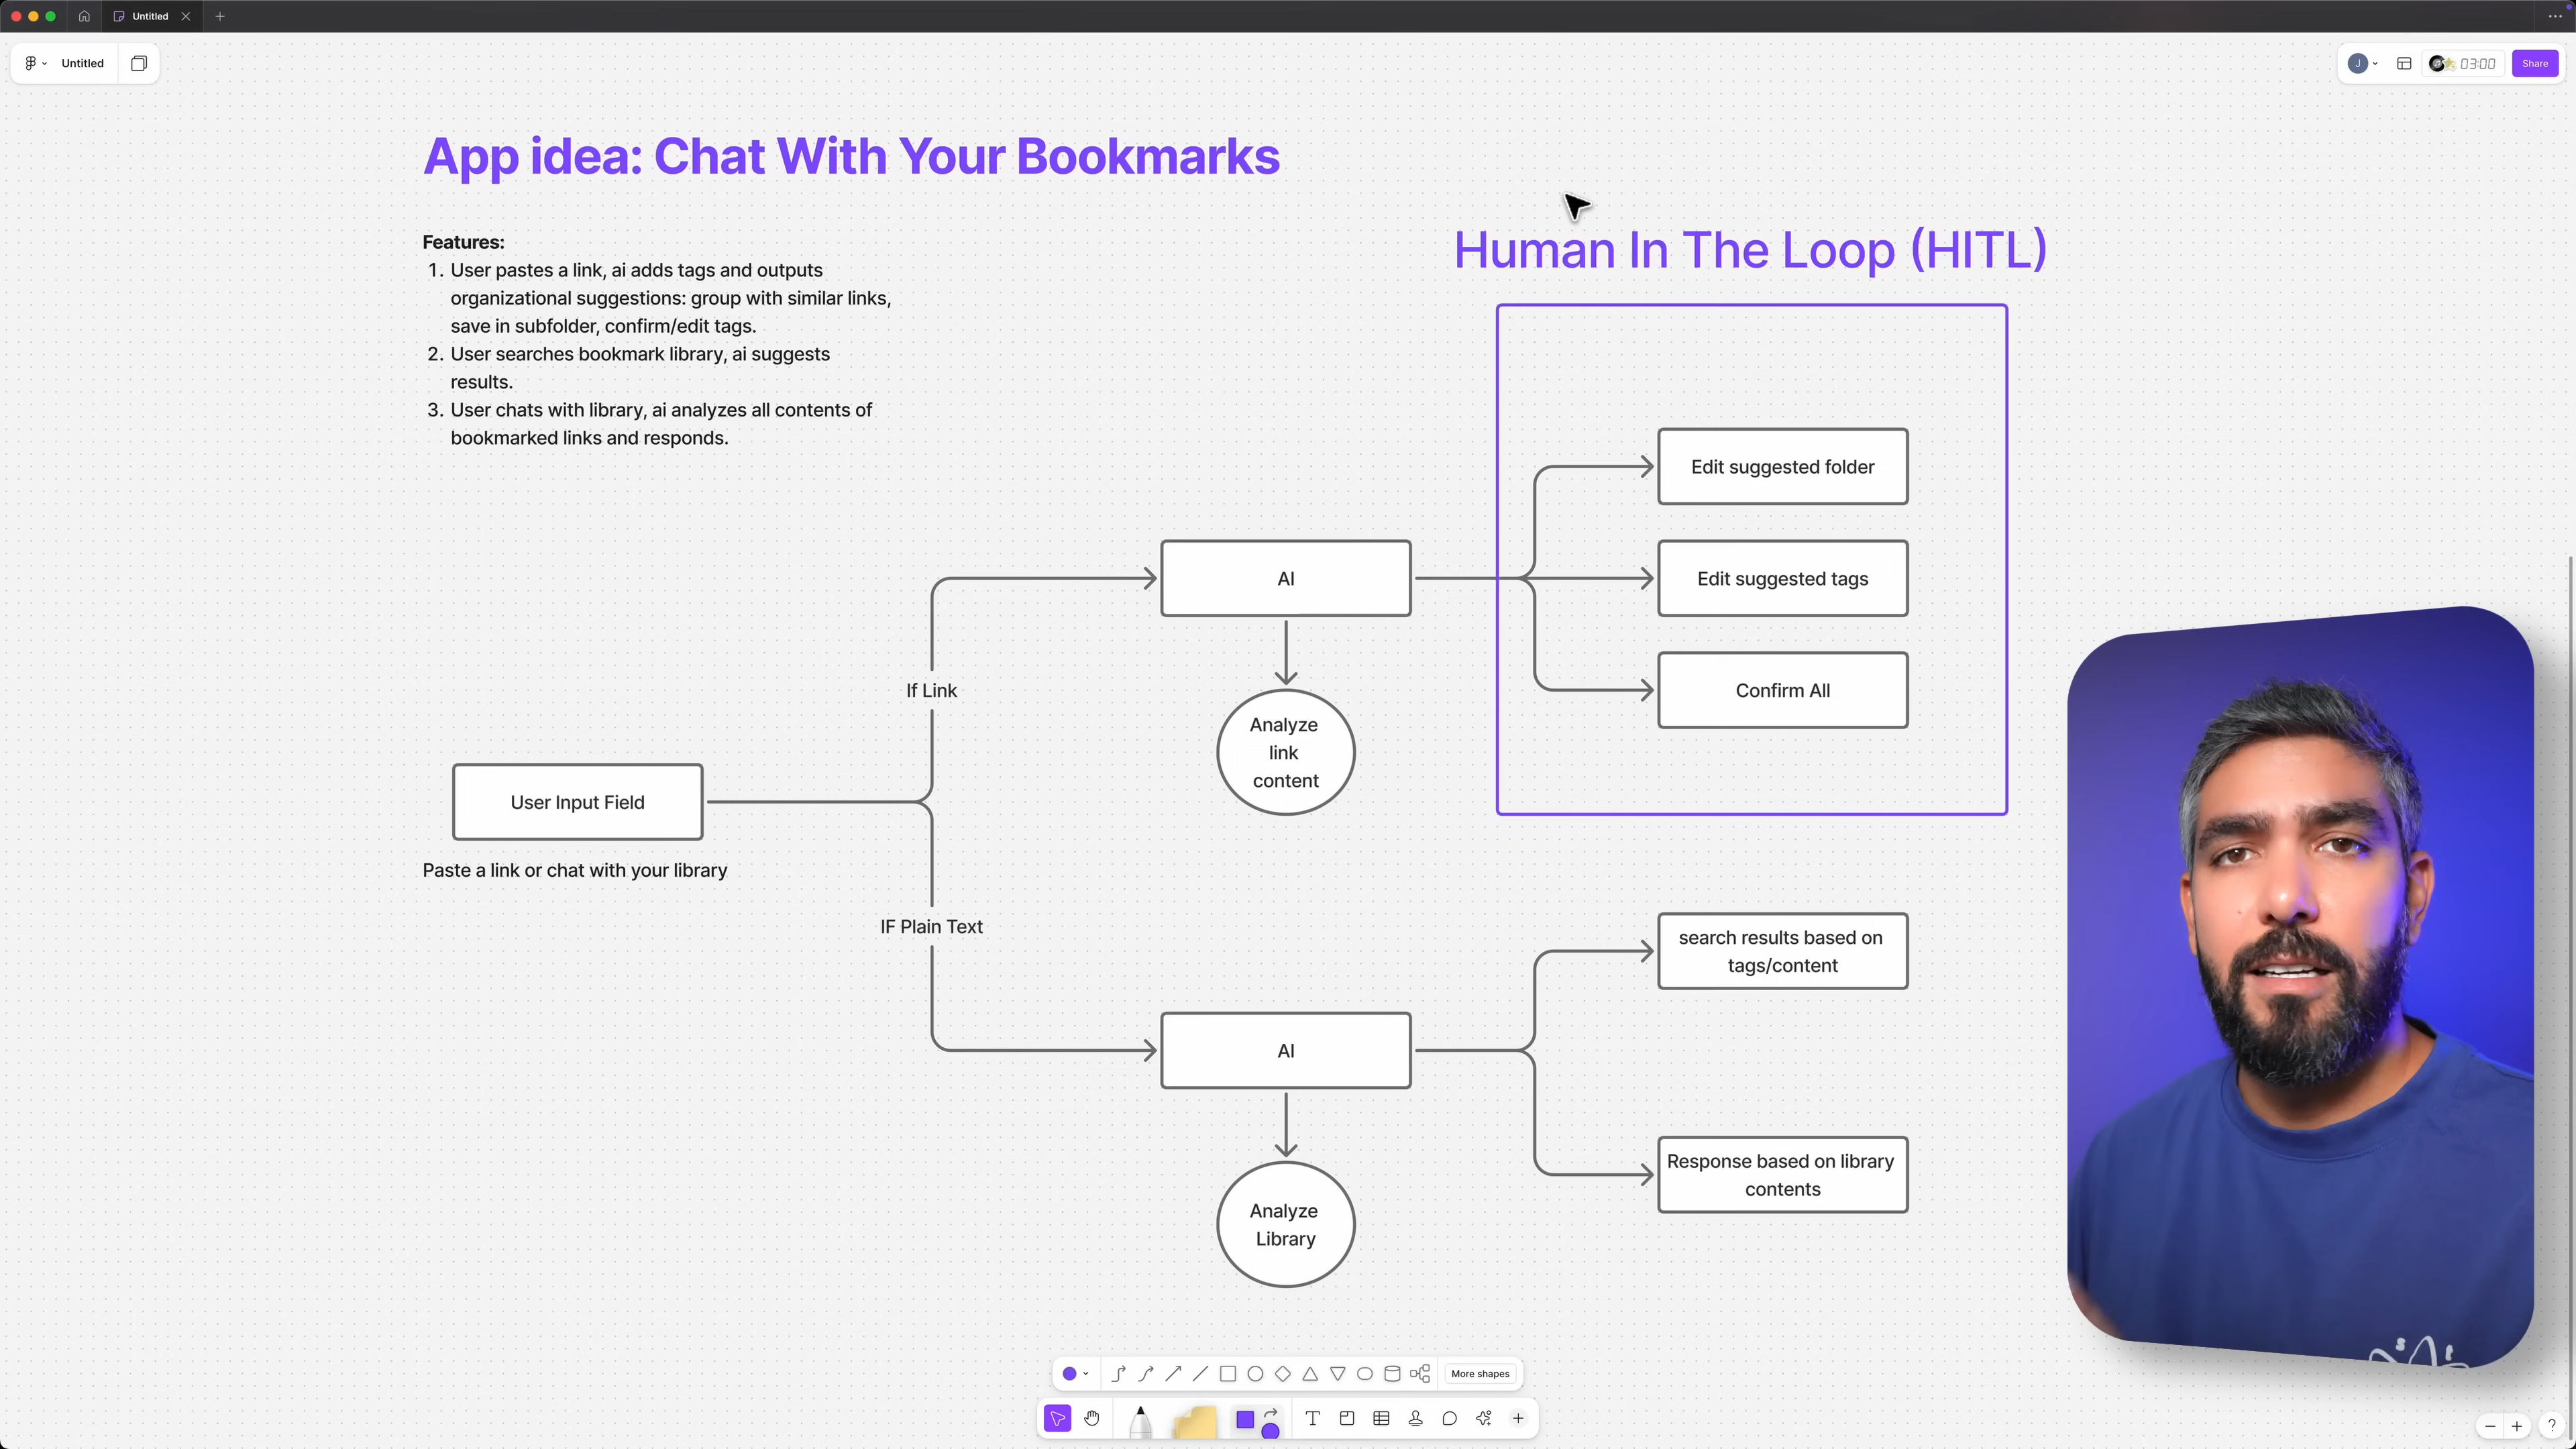 Untitled
Untitled
J
03:00
Share
App idea: Chat With Your Bookmarks
Human In The Loop (HITL)
Features:
1. User pastes a link, ai adds tags and outputs
organizational suggestions: group with similar links,
save in subfolder, confirm/edit tags.
2. User searches bookmark library, ai suggests
results.
3. User chats with library, ai analyzes all contents of
bookmarked links and responds.
Edit suggested folder
AI
Edit suggested tags
If Link
Confirm All
Analyze
link
content
User Input Field
Paste a link or chat with your library
IF Plain Text
search results based on
tags/content
AI
Response based on library
contents
Analyze
Library
More shapes
T
?